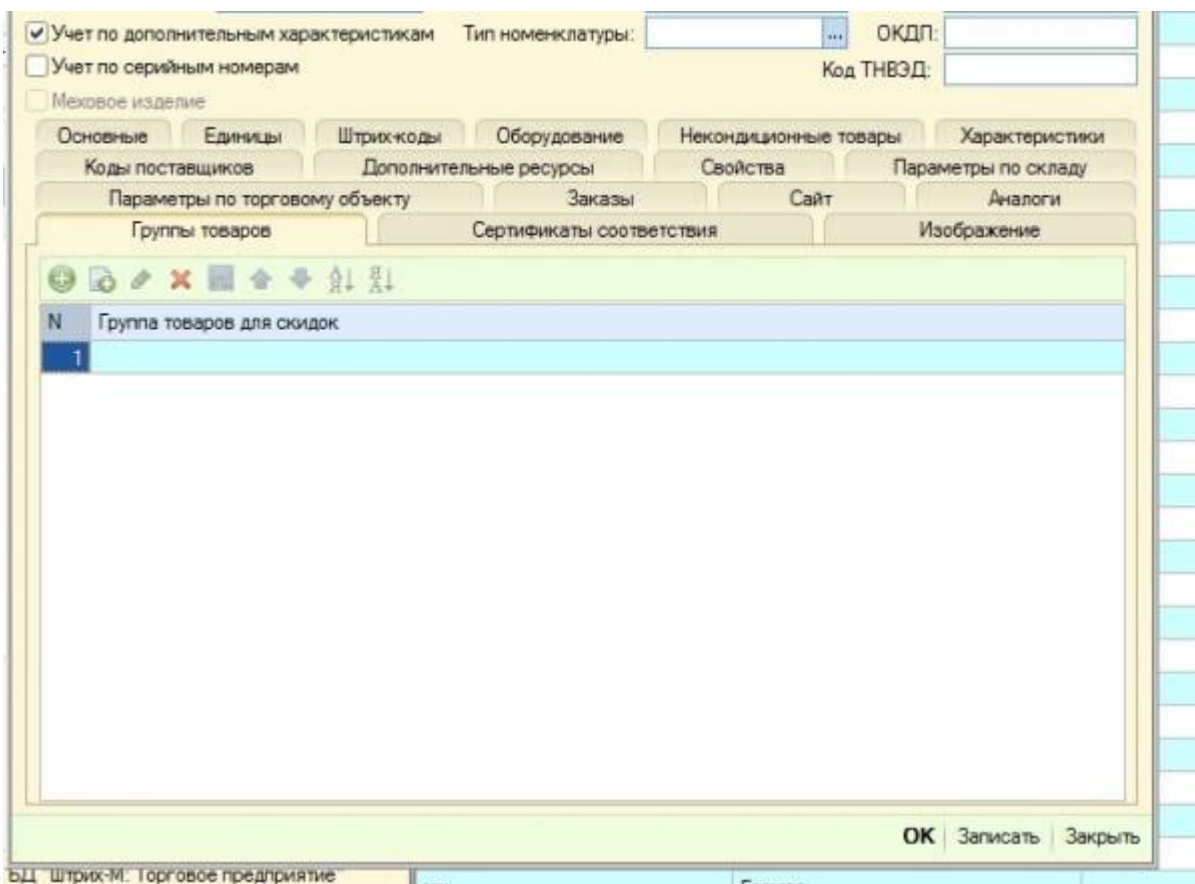 Учет по дополнительным характеристикам Тип номенклатуры: ... ОКДП:
Учет по серийным номерам Код ТНВЭД:
Меховое изделие
Основные Единицы Штрих-коды Оборудование Некондиционные товары Характеристики
Коды поставщиков Дополнительные ресурсы Свойства Параметры по складу
Параметры по торговому объекту Заказы Сайт Аналоги
Группы товаров Сертификаты соответствия Изображение
N Группа товаров для скидок
1
OK Записать Закрыть
БД "Штрих-М: Торговое предприятие"